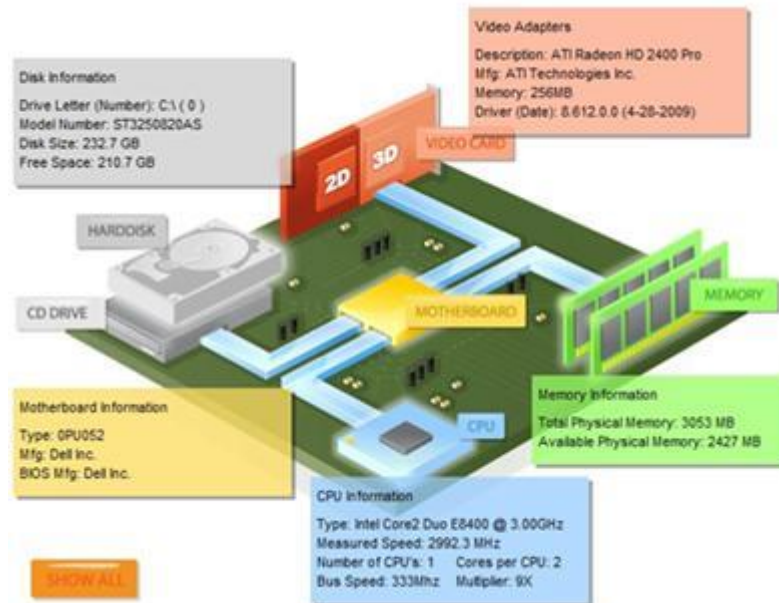 Video Adapters
Description: ATI Radeon HD 2400 Pro
Mfg: ATI Technologies Inc.
Memory: 256MB
Driver (Date): 8.612.0.0 (4-28-2009)
Disk Information
Drive Letter (Number): C:\ ( 0 )
Model Number: ST3250820AS
Disk Size: 232.7 GB
Free Space: 210.7 GB
2D
3D
VIDEO CARD
HARDDISK
CD DRIVE
MOTHERBOARD
MEMORY
Motherboard Information
Type: 0PU052
Mfg: Dell Inc.
BIOS Mfg: Dell Inc.
CPU
Memory Information
Total Physical Memory: 3053 MB
Available Physical Memory: 2427 MB
CPU Information
Type: Intel Core2 Duo E8400 @ 3.00GHz
Measured Speed: 2992.3 MHz
Number of CPU's: 1 Cores per CPU: 2
Bus Speed: 333Mhz Multiplier: 9X
SHOW ALL